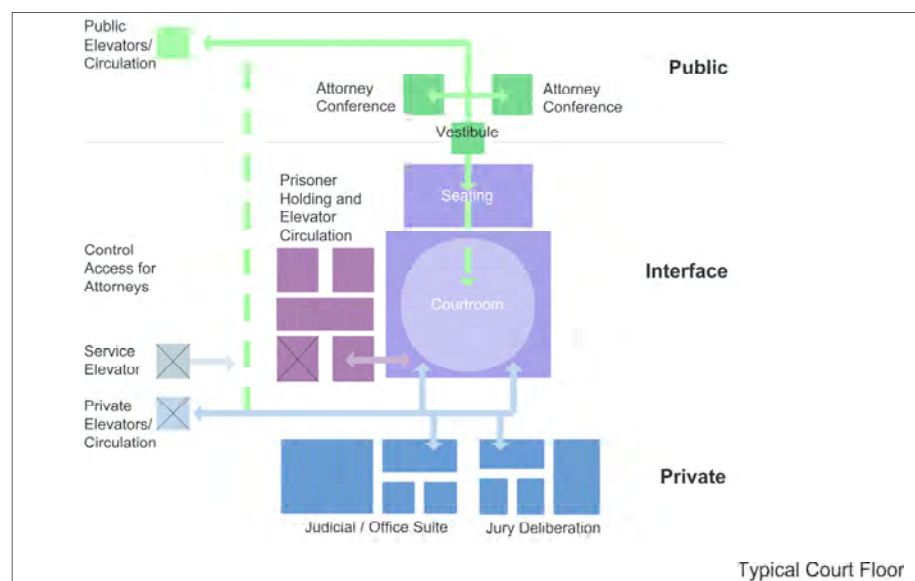 Public
Elevators/
Circulation
Public
Attorney
Conference
Attorney
Conference
Vestibule
Prisoner
Holding and
Elevator
Circulation
Seating
Control
Access for
Attorneys
Interface
Courtroom
Service
Elevator
Private
Elevators/
Circulation
Private
Judicial / Office Suite
Jury Deliberation
Typical Court Floor